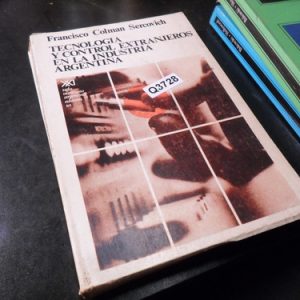 Francisco Colman Sercovich
TECNOLOGIA
Y CONTROL EXTRANJEROS
EN LA INDUSTRIA
ARGENTINA
Q3728